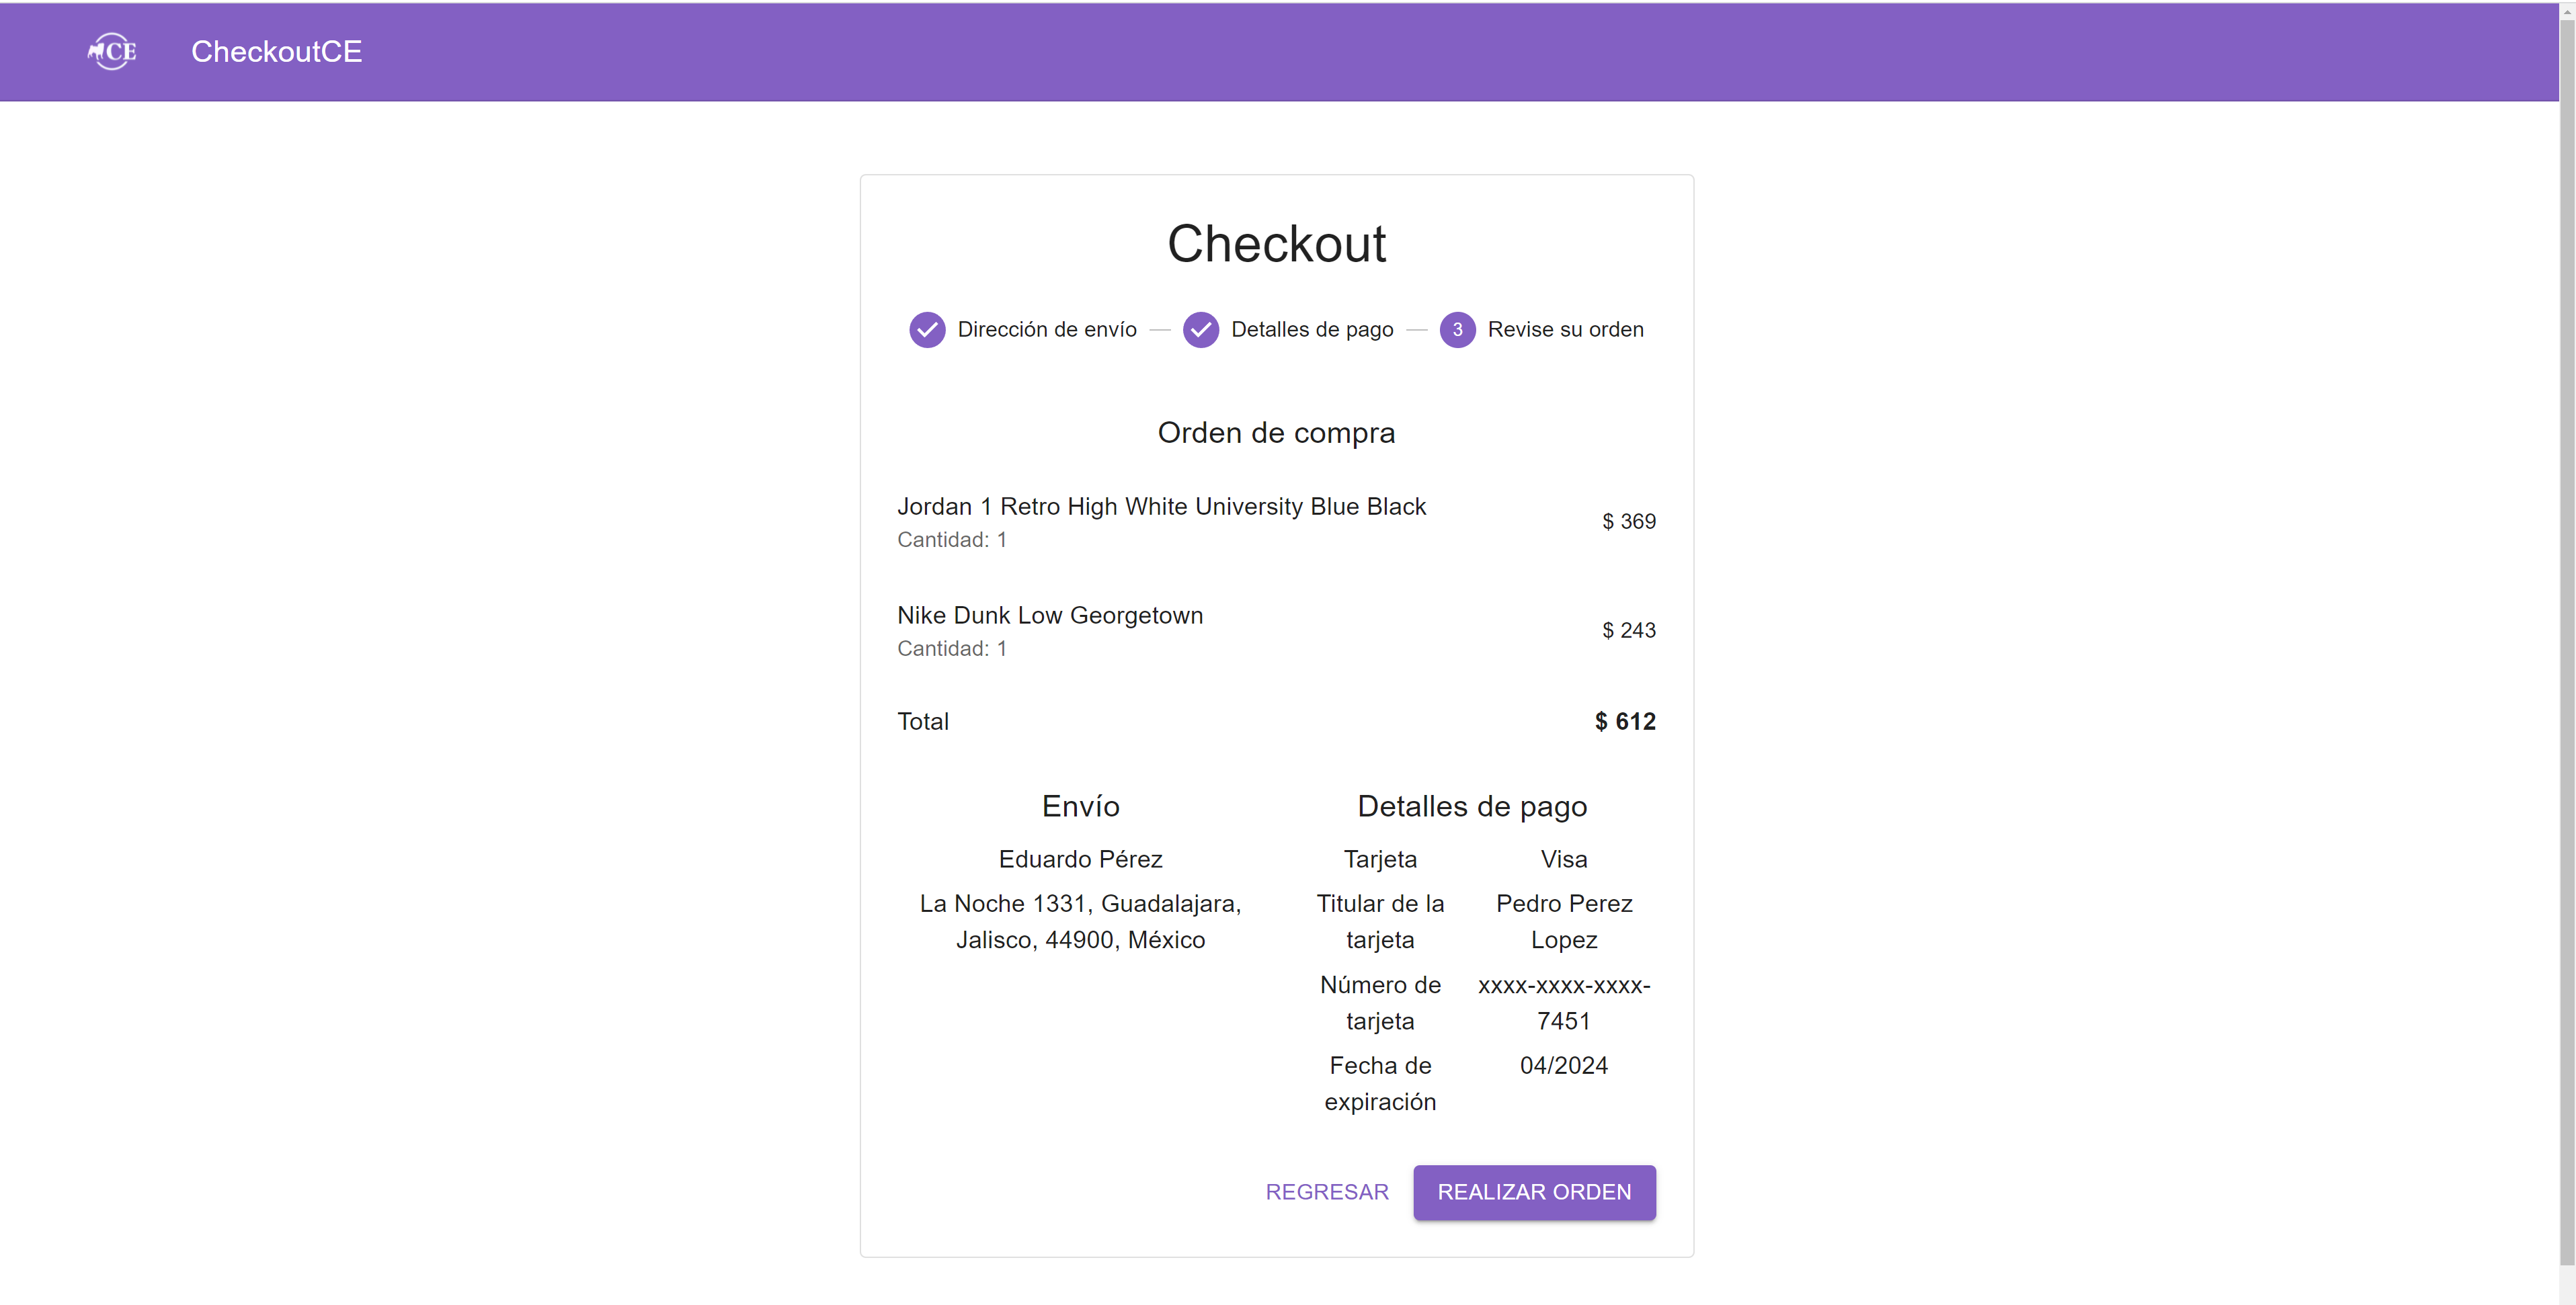 CE
CheckoutCE
Checkout
Dirección de envío
Detalles de pago
3
Revise su orden
Orden de compra
Jordan 1 Retro High White University Blue Black
$ 369
Cantidad: 1
Nike Dunk Low Georgetown
$ 243
Cantidad: 1
Total
$ 612
Envío
Eduardo Pérez
La Noche 1331, Guadalajara,
Jalisco, 44900, México
Detalles de pago
Tarjeta
Visa
Titular de la
tarjeta
Pedro Perez
Lopez
Número de
tarjeta
xxxx-xxxx-xxxx-
7451
Fecha de
expiración
04/2024
REGRESAR
REALIZAR ORDEN